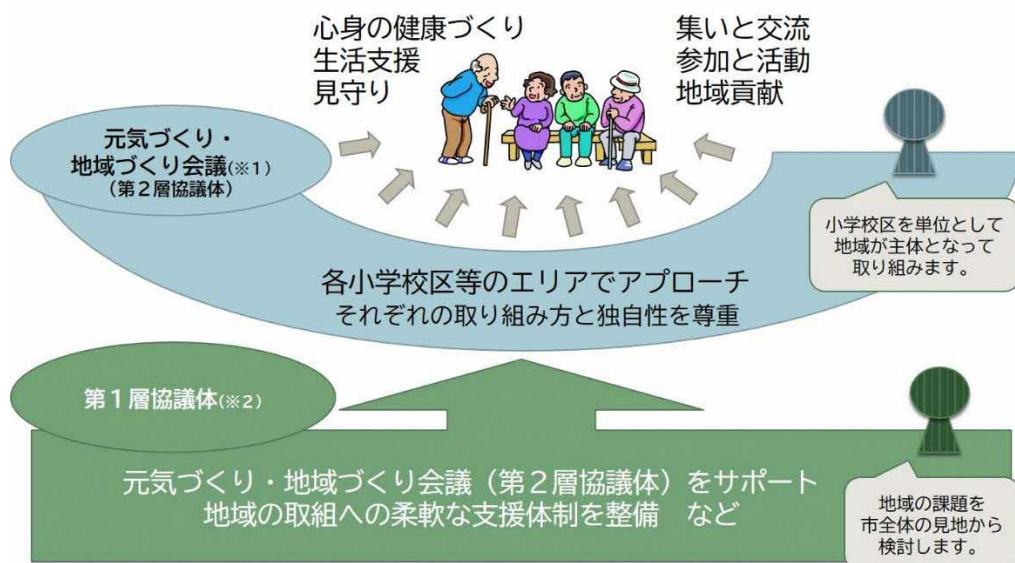 心身の健康づくり
生活支援
見守り
集いと交流
参加と活動
地域貢献
元気づくり・
地域づくり会議(※1)
(第2層協議体)
小学校区を単位として
地域が主体となって
取り組みます。
各小学校区等のエリアでアプローチ
それぞれの取り組み方と独自性を尊重
第1層協議体(※2)
元気づくり・地域づくり会議（第２層協議体）をサポート
地域の取組への柔軟な支援体制を整備　など
地域の課題を
市全体の見地から
検討します。